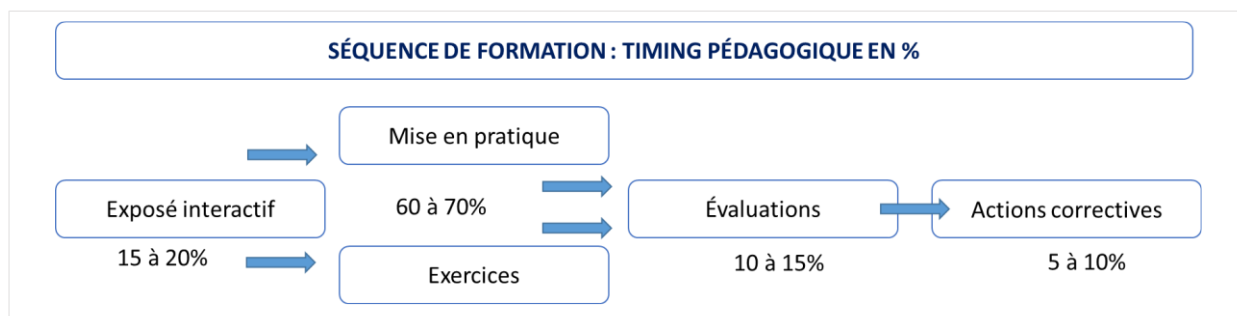 SÉQUENCE DE FORMATION : TIMING PÉDAGOGIQUE EN %
Mise en pratique
Exposé interactif
15 à 20%
60 à 70%
Exercices
Évaluations
10 à 15%
Actions correctives
5 à 10%